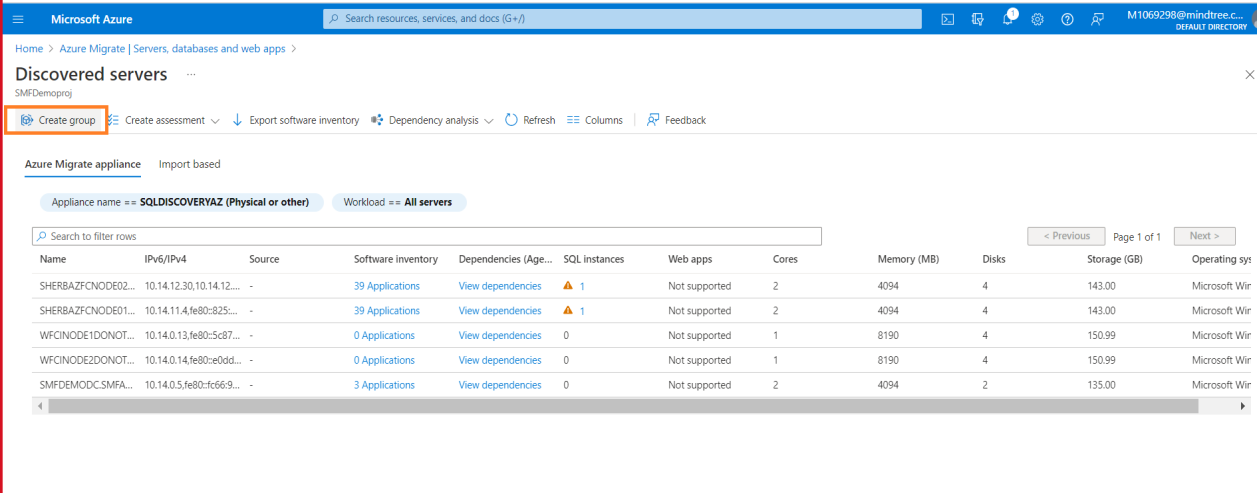 Microsoft Azure Search resources, services, and docs (G+/) 1 M1069298@mindtree.c...
DEFAULT DIRECTORY
Home > Azure Migrate | Servers, databases and web apps >
Discovered servers ...
SMFDemoproj
Create group Create assessment Export software inventory Dependency analysis Refresh Columns Feedback
Azure Migrate appliance Import based
Appliance name == SQLDISCOVERYAZ (Physical or other) Workload == All servers
Search to filter rows < Previous Page 1 of 1 Next >
Name IPv6/IPv4 Source Software inventory Dependencies (Age... SQL instances Web apps Cores Memory (MB) Disks Storage (GB) Operating sys
SHERBAZFCNODE02... 10.14.12.30,10.14.12.... - 39 Applications View dependencies 1 Not supported 2 4094 4 143.00 Microsoft Win
SHERBAZFCNODE01... 10.14.11.4,fe80::825:... - 39 Applications View dependencies 1 Not supported 2 4094 4 143.00 Microsoft Win
WFCINODE1DONOT... 10.14.0.13,fe80::5c87... - 0 Applications View dependencies 0 Not supported 1 8190 4 150.99 Microsoft Win
WFCINODE2DONOT... 10.14.0.14,fe80::e0dd... - 0 Applications View dependencies 0 Not supported 1 8190 4 150.99 Microsoft Win
SMFDEMODC.SMFA... 10.14.0.5,fe80::fc66:9... - 3 Applications View dependencies 0 Not supported 2 4094 2 135.00 Microsoft Win